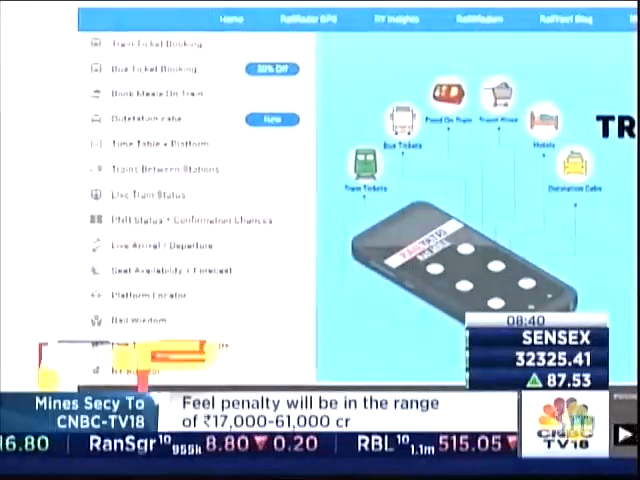 Home RailRadar GPS RY Insights RailWisdom RailYatri Blog
Train Ticket Booking
Bus Ticket Booking 30% Off
Book Meals On Train
Outstation cabs New
Time Table + Platform
Trains Between Stations
Live Train Status
PNR Status + Confirmation Chances
Live Arrival / Departure
Seat Availability / Forecast
Platform Locator
Rail Wisdom
TR
Food On Train
Bus Tickets
Hotels
Train Tickets
Outstation Cabs
08:40
SENSEX
32325.41
87.53
Mines Secy To
CNBC-TV18
Feel penalty will be in the range
of ₹17,000-61,000 cr
16.80 RanSgr 10 955k 8.80 0.20 RBL 10 1.1m 515.05
CNBC
TV18